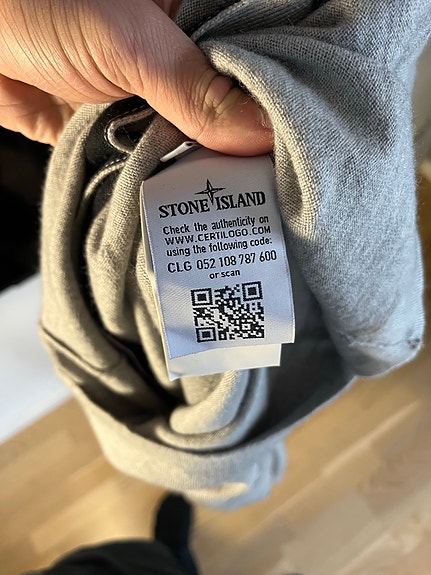 STONE ISLAND
Check the authenticity on
WWW.CERTILOGO.COM
using the following code:
CLG 052 108 787 600
or scan